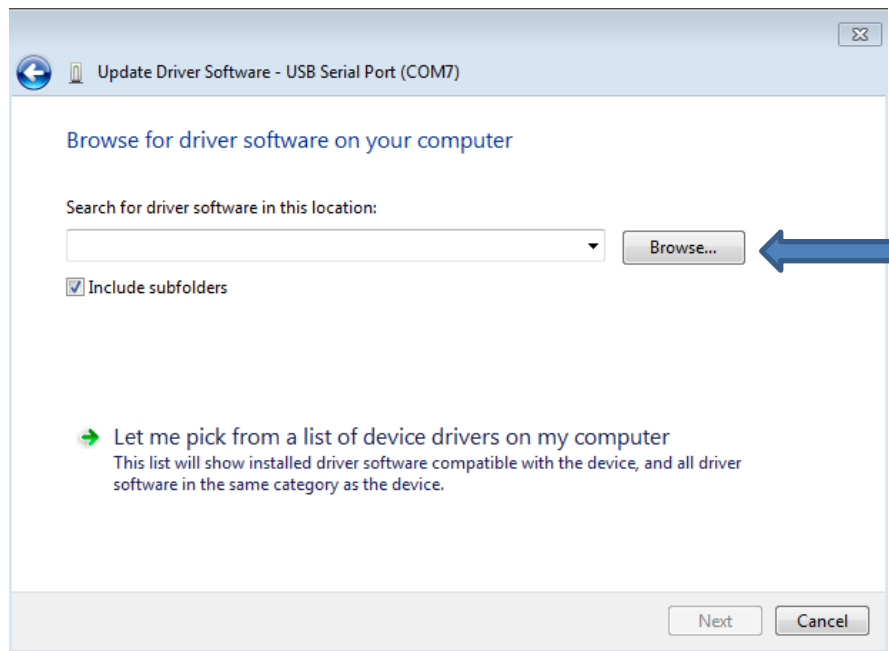 Update Driver Software - USB Serial Port (COM7)
Browse for driver software on your computer
Search for driver software in this location:
Browse...
Include subfolders
Let me pick from a list of device drivers on my computer
This list will show installed driver software compatible with the device, and all driver
software in the same category as the device.
Next Cancel